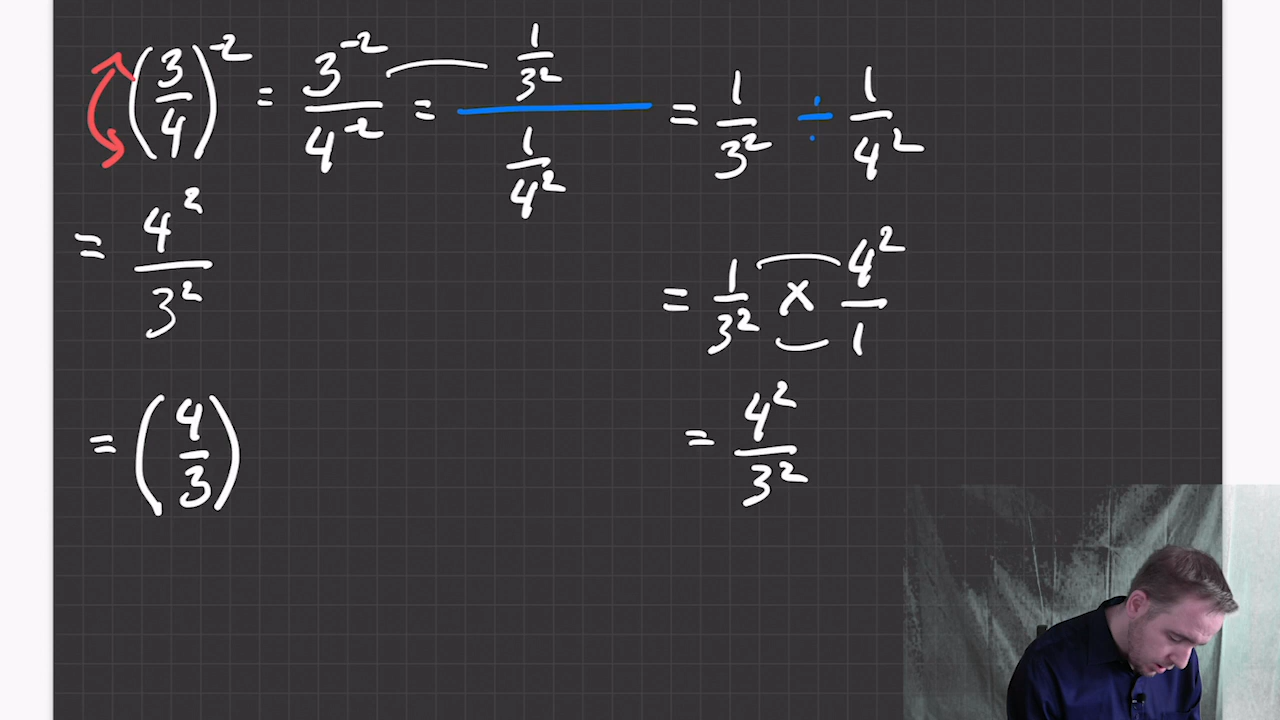 (3/4)^-2 = 3^-2/4^-2 = (1/3^2)/(1/4^2) = 1/3^2 ÷ 1/4^2
= 4^2/3^2
= 1/3^2 × 4^2/1
= (4/3)
= 4^2/3^2